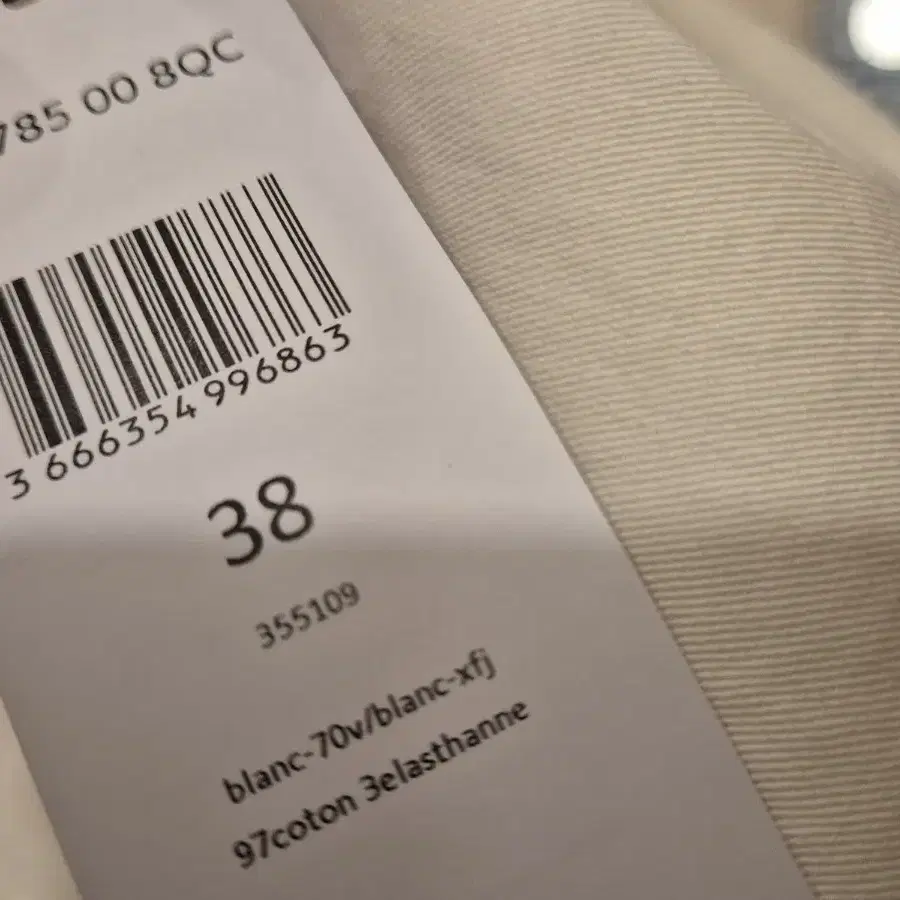 785 00 8QC
3 666354 996863
38
355109
blanc-70v/blanc-xfj
97coton 3elasthanne